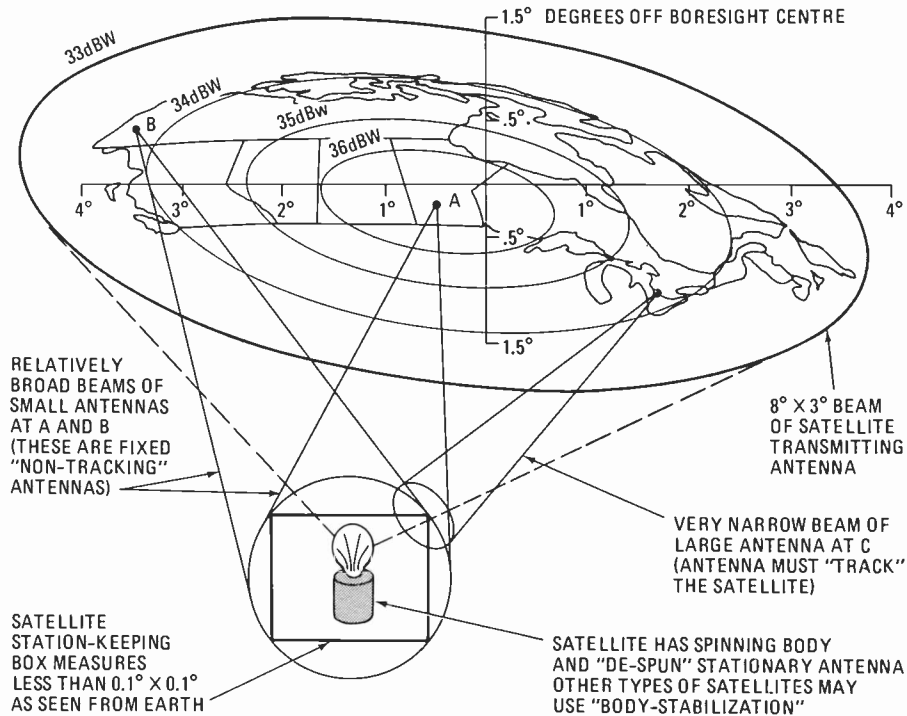 1.5° DEGREES OFF BORESIGHT CENTRE
33dBW
34dBW
35dBw
36dBW
B
.5°
4°
3°
2°
1°
A
1°
2°
3°
4°
.5°
1.5°
RELATIVELY
BROAD BEAMS OF
SMALL ANTENNAS
AT A AND B
(THESE ARE FIXED
"NON-TRACKING"
ANTENNAS)
8° X 3° BEAM
OF SATELLITE
TRANSMITTING
ANTENNA
VERY NARROW BEAM OF
LARGE ANTENNA AT C
(ANTENNA MUST "TRACK"
THE SATELLITE)
SATELLITE
STATION-KEEPING
BOX MEASURES
LESS THAN 0.1° X 0.1°
AS SEEN FROM EARTH
SATELLITE HAS SPINNING BODY
AND "DE-SPUN" STATIONARY ANTENNA
OTHER TYPES OF SATELLITES MAY
USE "BODY-STABILIZATION"